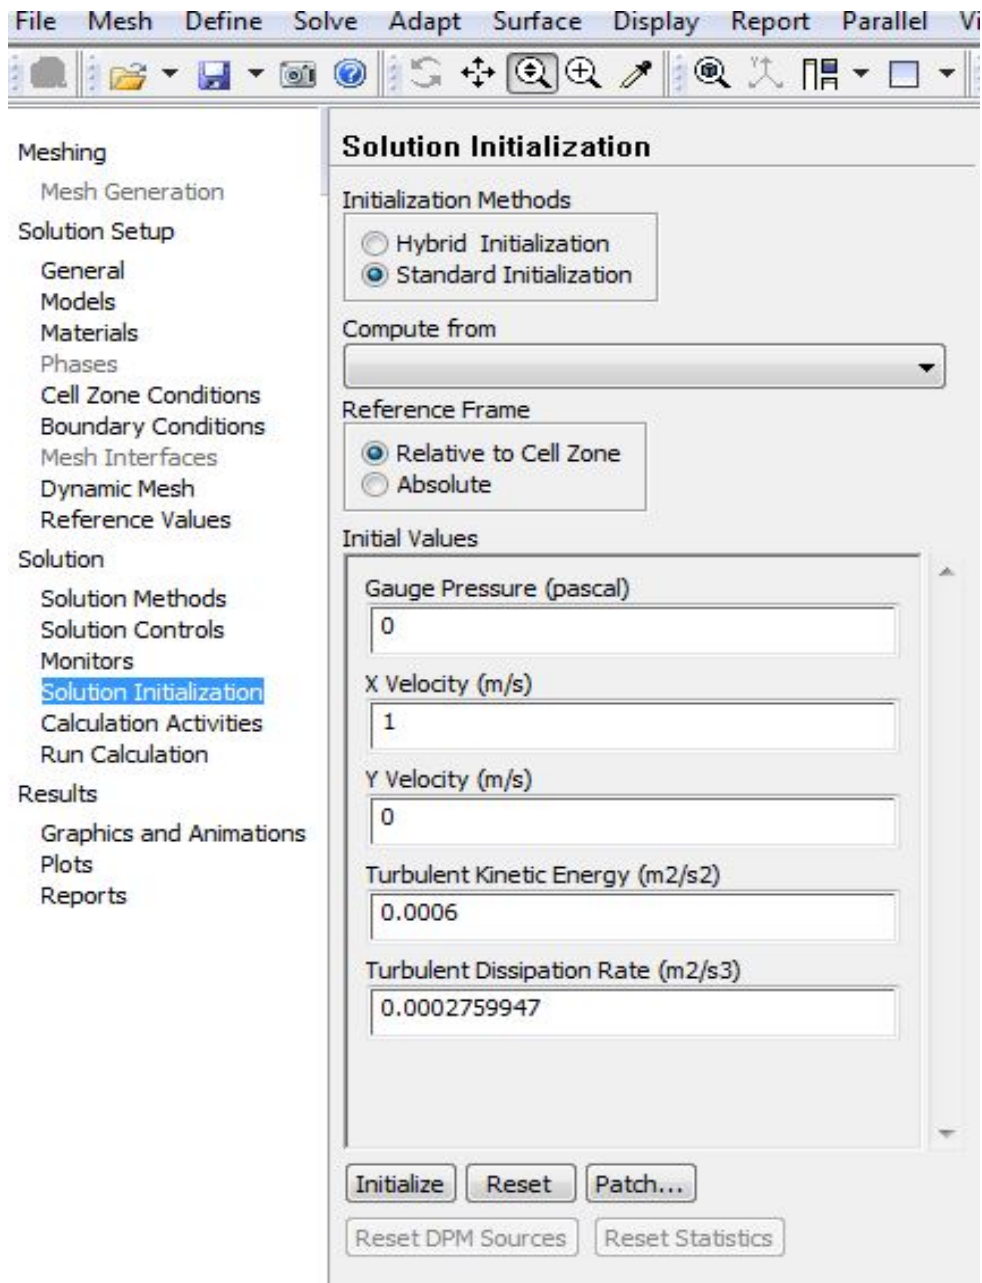 File Mesh Define Solve Adapt Surface Display Report Parallel Vi
Meshing
Mesh Generation
Solution Setup
General
Models
Materials
Phases
Cell Zone Conditions
Boundary Conditions
Mesh Interfaces
Dynamic Mesh
Reference Values
Solution
Solution Methods
Solution Controls
Monitors
Solution Initialization
Calculation Activities
Run Calculation
Results
Graphics and Animations
Plots
Reports
Solution Initialization
Initialization Methods
Hybrid Initialization
Standard Initialization
Compute from
Reference Frame
Relative to Cell Zone
Absolute
Initial Values
Gauge Pressure (pascal)
0
X Velocity (m/s)
1
Y Velocity (m/s)
0
Turbulent Kinetic Energy (m2/s2)
0.0006
Turbulent Dissipation Rate (m2/s3)
0.0002759947
Initialize Reset Patch...
Reset DPM Sources Reset Statistics